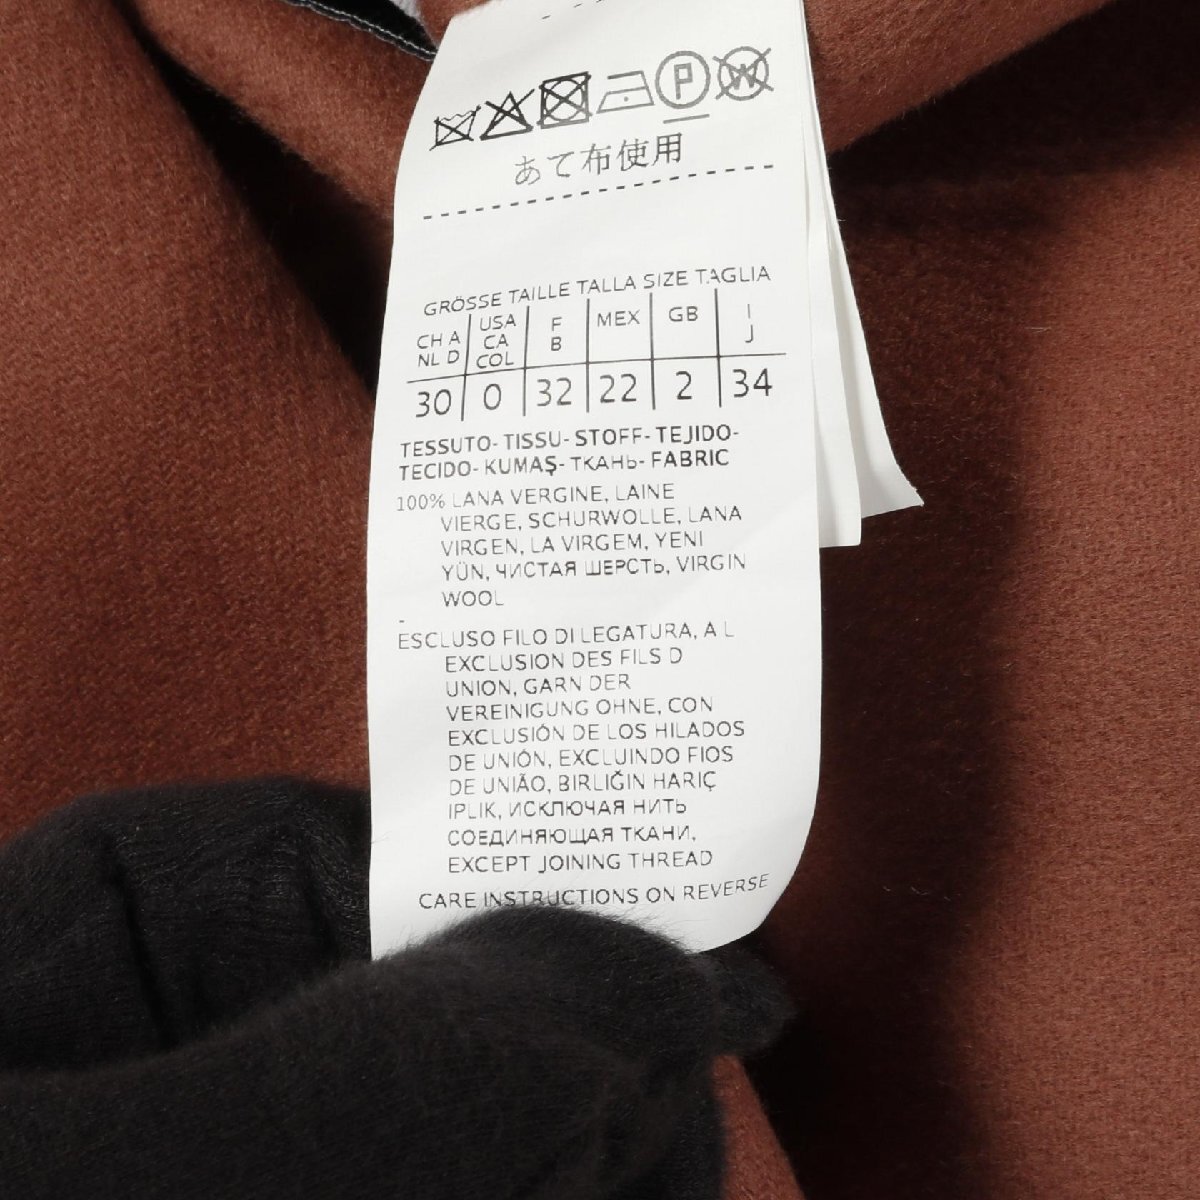 P W
あて布使用
GRÖSSE TAILLE TALLA SIZE TAGLIA
CH A NL D | USA CA COL | F B | MEX | GB | I J
30 | 0 | 32 | 22 | 2 | 34
TESSUTO- TISSU- STOFF- TEJIDO-
TECIDO- KUMAŞ- ТКАНЬ- FABRIC
100% LANA VERGINE, LAINE
VIERGE, SCHURWOLLE, LANA
VIRGEN, LA VIRGEM, YENI
YÜN, ЧИСТАЯ ШЕРСТЬ, VIRGIN
WOOL
-
ESCLUSO FILO DI LEGATURA, A L
EXCLUSION DES FILS D
UNION, GARN DER
VEREINIGUNG OHNE, CON
EXCLUSIÓN DE LOS HILADOS
DE UNIÓN, EXCLUINDO FIOS
DE UNIÃO, BIRLIĞIN HARIÇ
IPLIK, ИСКЛЮЧАЯ НИТЬ
СОЕДИНЯЮЩАЯ ТКАНИ,
EXCEPT JOINING THREAD
CARE INSTRUCTIONS ON REVERSE